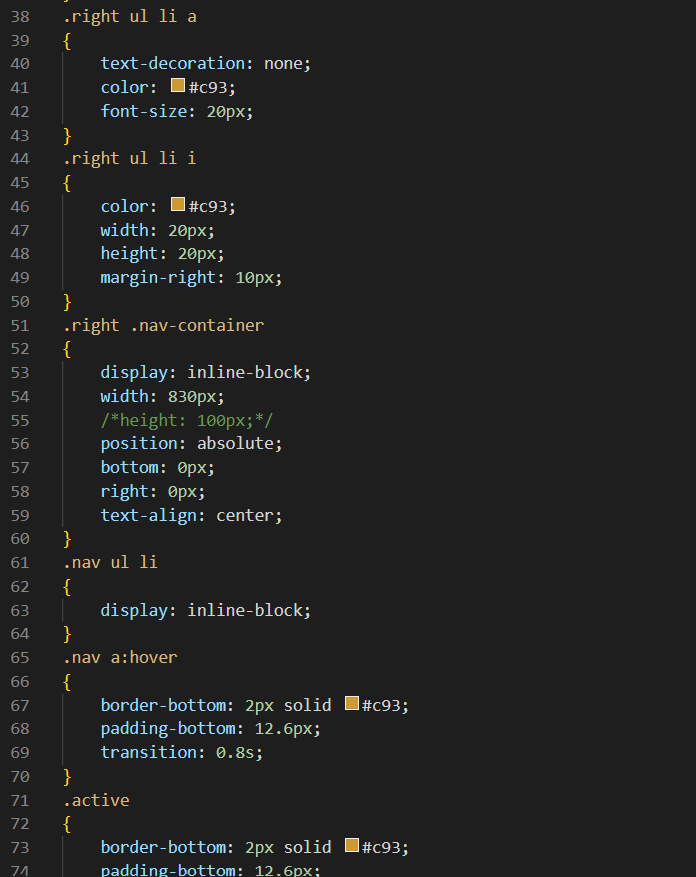 38 .right ul li a
39 {
40 text-decoration: none;
41 color: #c93;
42 font-size: 20px;
43 }
44 .right ul li i
45 {
46 color: #c93;
47 width: 20px;
48 height: 20px;
49 margin-right: 10px;
50 }
51 .right .nav-container
52 {
53 display: inline-block;
54 width: 830px;
55 /*height: 100px;*/
56 position: absolute;
57 bottom: 0px;
58 right: 0px;
59 text-align: center;
60 }
61 .nav ul li
62 {
63 display: inline-block;
64 }
65 .nav a:hover
66 {
67 border-bottom: 2px solid #c93;
68 padding-bottom: 12.6px;
69 transition: 0.8s;
70 }
71 .active
72 {
73 border-bottom: 2px solid #c93;
74 padding-bottom: 12.6px;